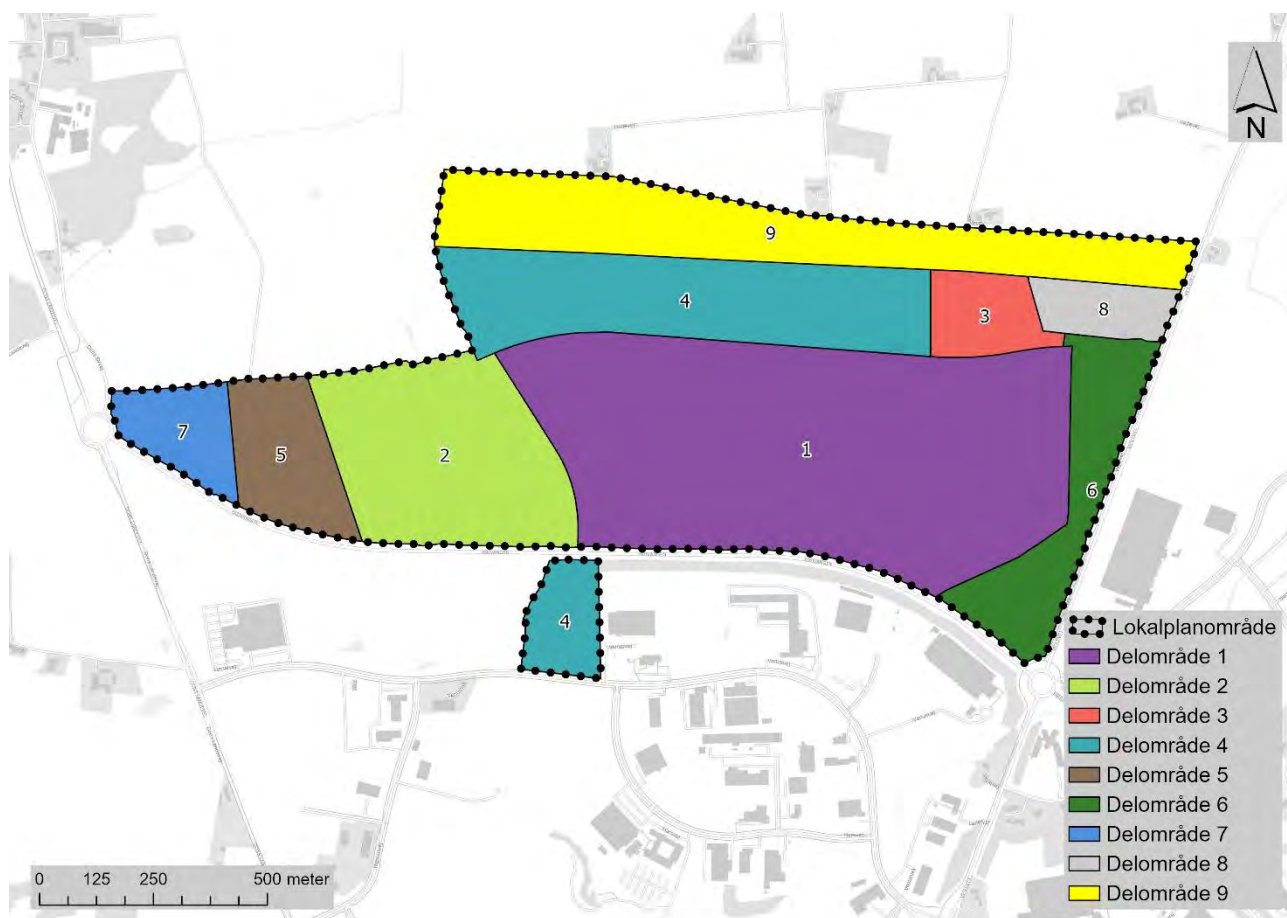 N
9
4
3
8
7
5
2
1
6
4
Lokalplanområde
Delområde 1
Delområde 2
Delområde 3
Delområde 4
Delområde 5
Delområde 6
Delområde 7
Delområde 8
Delområde 9
0 125 250 500 meter